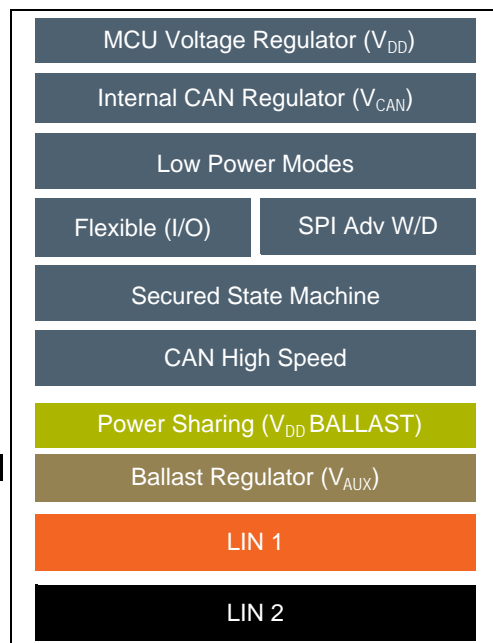 MCU Voltage Regulator (VDD)
Internal CAN Regulator (VCAN)
Low Power Modes
Flexible (I/O) SPI Adv W/D
Secured State Machine
CAN High Speed
Power Sharing (VDD BALLAST)
Ballast Regulator (VAUX)
LIN 1
LIN 2